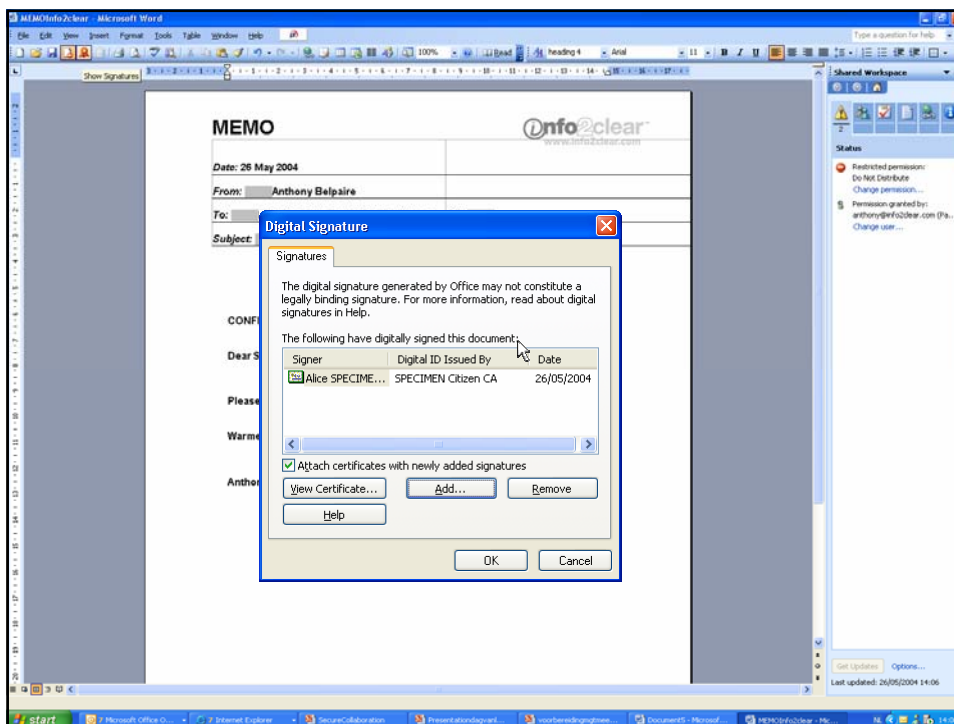 MEMOInfo2clear - Microsoft Word
File Edit View Insert Format Tools Table Window Help
Type a question for help
100% Read heading 4 Arial 11 B I U
Show Signatures
Shared Workspace
MEMO
info2clear
www.info2clear.com
Date: 26 May 2004
From: Anthony Belpaire
To:
Subject:
CONFI
Dear S
Please
Warme
Anthor
Digital Signature
Signatures
The digital signature generated by Office may not constitute a
legally binding signature. For more information, read about digital
signatures in Help.
The following have digitally signed this document:
Signer Digital ID Issued By Date
Alice SPECIME... SPECIMEN Citizen CA 26/05/2004
Attach certificates with newly added signatures
View Certificate... Add... Remove
Help
OK Cancel
2
Status
Restricted permission:
Do Not Distribute
Change permission...
Permission granted by:
anthony@info2clear.com (Pa...
Change user...
Get Updates Options...
Last updated: 26/05/2004 14:06
start 7 Microsoft Office O... 7 Internet Explorer SecureCollaboration Presentationdagvanl... voorbereidingmgtmee... Document5 - Microsof... MEMOInfo2clear - Mic... NL